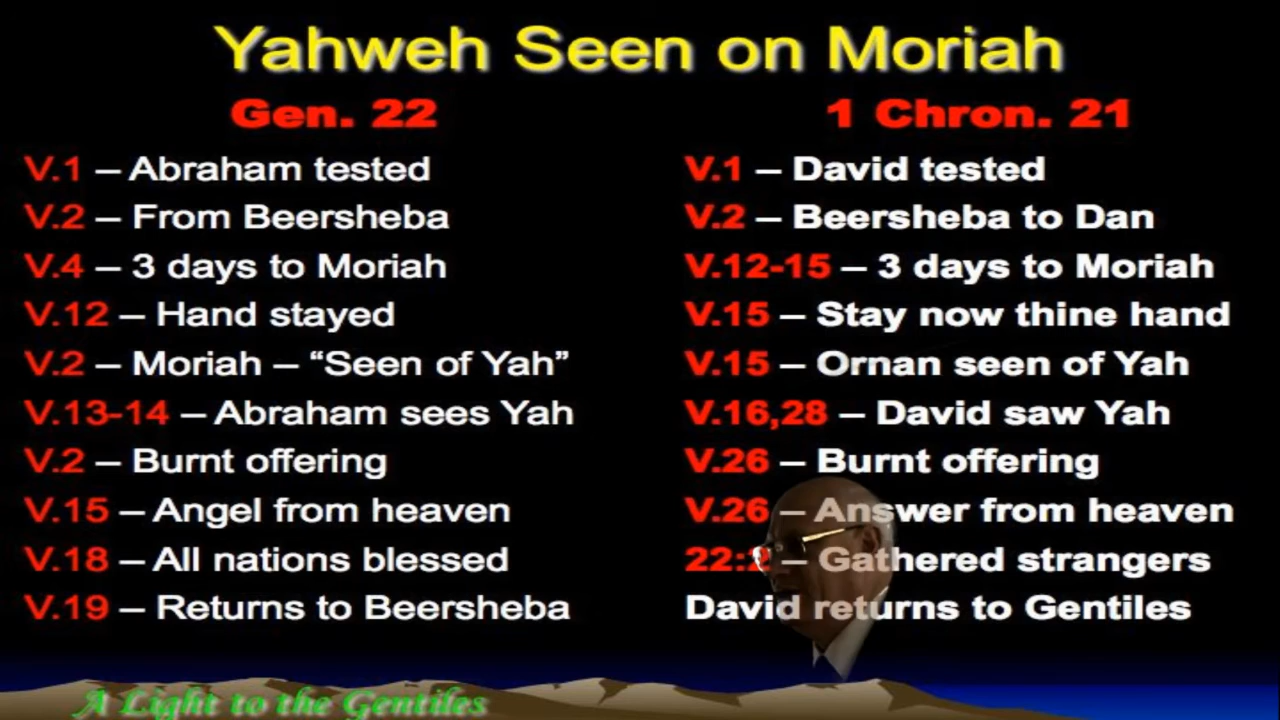 Yahweh Seen on Moriah
Gen. 22
V.1 – Abraham tested
V.2 – From Beersheba
V.4 – 3 days to Moriah
V.12 – Hand stayed
V.2 – Moriah – “Seen of Yah”
V.13-14 – Abraham sees Yah
V.2 – Burnt offering
V.15 – Angel from heaven
V.18 – All nations blessed
V.19 – Returns to Beersheba
1 Chron. 21
V.1 – David tested
V.2 – Beersheba to Dan
V.12-15 – 3 days to Moriah
V.15 – Stay now thine hand
V.15 – Ornan seen of Yah
V.16,28 – David saw Yah
V.26 – Burnt offering
V.26 – Answer from heaven
22:2 – Gathered strangers
David returns to Gentiles
A Light to the Gentiles